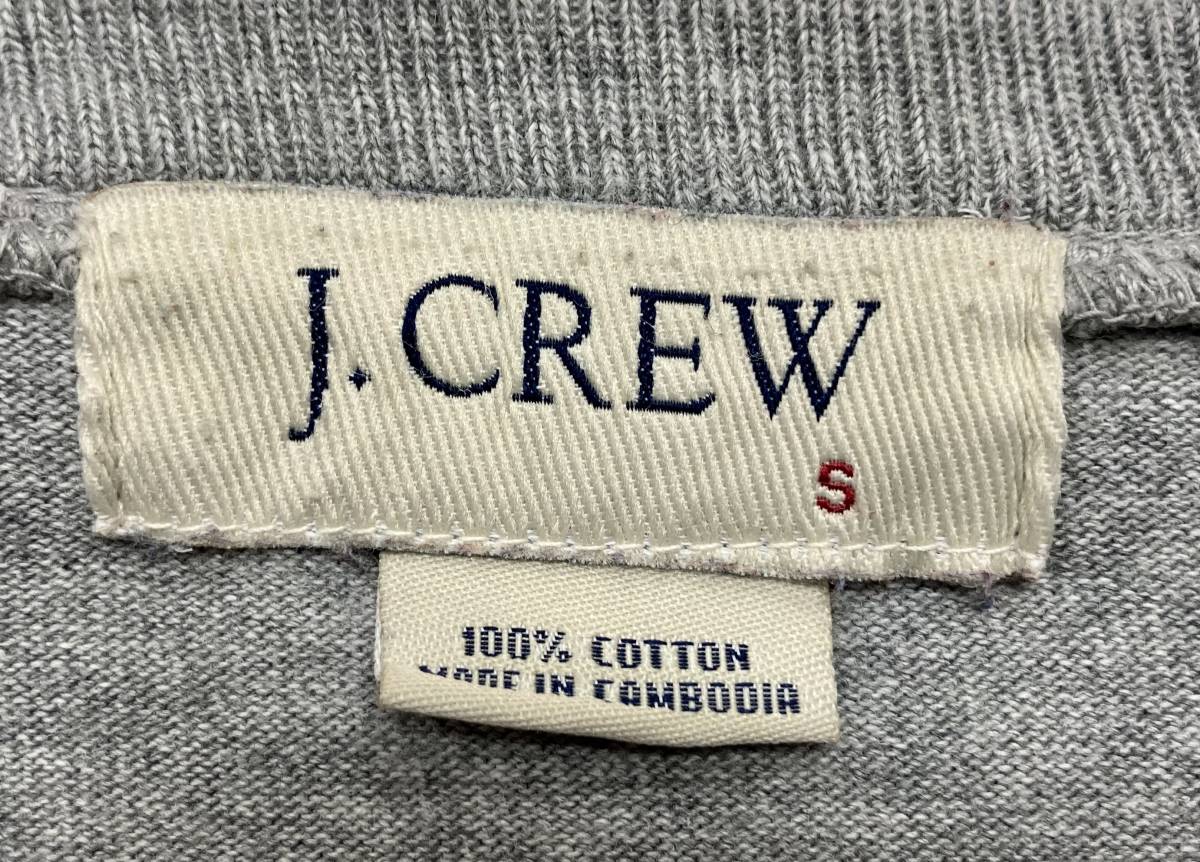 J. CREW
S
100% COTTON
MADE IN CAMBODIA